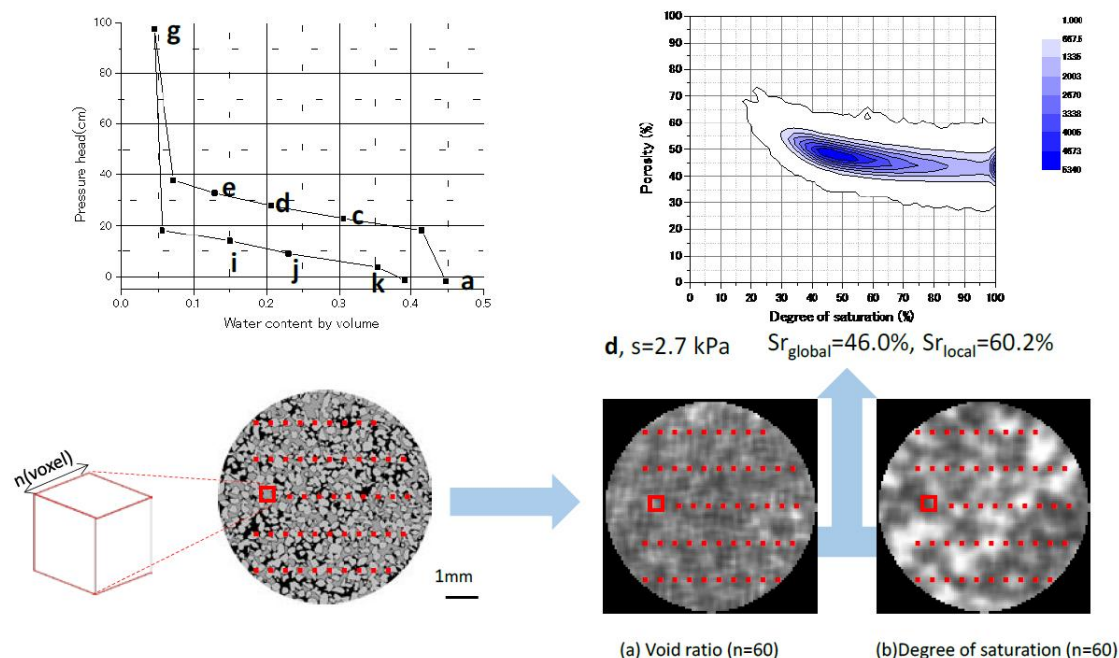 100
80
60
40
20
0
Pressure head(cm)
g
e
d
c
i
j
k
a
0.0 0.1 0.2 0.3 0.4 0.5
Water content by volume
100
90
80
70
60
50
40
30
20
10
0
Porosity (%)
0 10 20 30 40 50 60 70 80 90 100
Degree of saturation (%)
1.000
667.5
1335
2003
2670
3338
4005
4673
5340
d, s=2.7 kPa Srglobal=46.0%, Srlocal=60.2%
n(voxel)
1mm
(a) Void ratio (n=60)
(b)Degree of saturation (n=60)